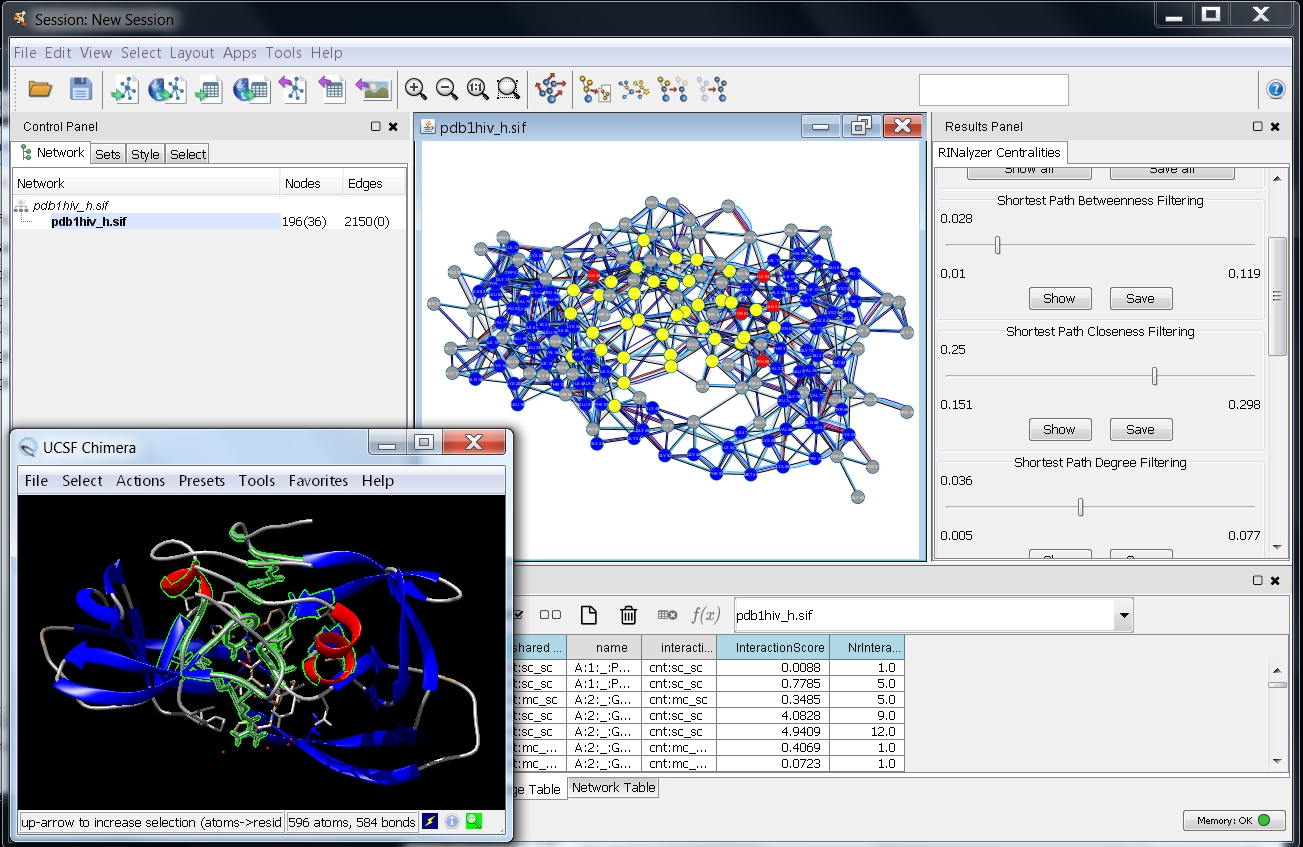 Session: New Session
File Edit View Select Layout Apps Tools Help
1:1
?
Control Panel
Network Sets Style Select
Network Nodes Edges
pdb1hiv_h.sif
pdb1hiv_h.sif 196(36) 2150(0)
pdb1hiv_h.sif
Results Panel
RINalyzer Centralities
Show all Save all
Shortest Path Betweenness Filtering
0.028
0.01 0.119
Show Save
Shortest Path Closeness Filtering
0.25
0.151 0.298
Show Save
Shortest Path Degree Filtering
0.036
0.005 0.077
UCSF Chimera
File Select Actions Presets Tools Favorites Help
up-arrow to increase selection (atoms->resid 596 atoms, 584 bonds
f(x) pdb1hiv_h.sif
shared ... name interacti... InteractionScore NrIntera...
t:sc_sc A:1:_:P... cnt:sc_sc 0.0088 1.0
t:sc_sc A:1:_:P... cnt:sc_sc 0.7785 5.0
t:mc_sc A:2:_:G... cnt:mc_sc 0.3485 5.0
t:sc_sc A:2:_:G... cnt:sc_sc 4.0828 9.0
t:sc_sc A:2:_:G... cnt:sc_sc 4.9409 12.0
t:mc_... A:2:_:G... cnt:mc_... 0.4069 1.0
t:mc_... A:2:_:G... cnt:mc_... 0.0723 1.0
ge Table Network Table
Memory: OK